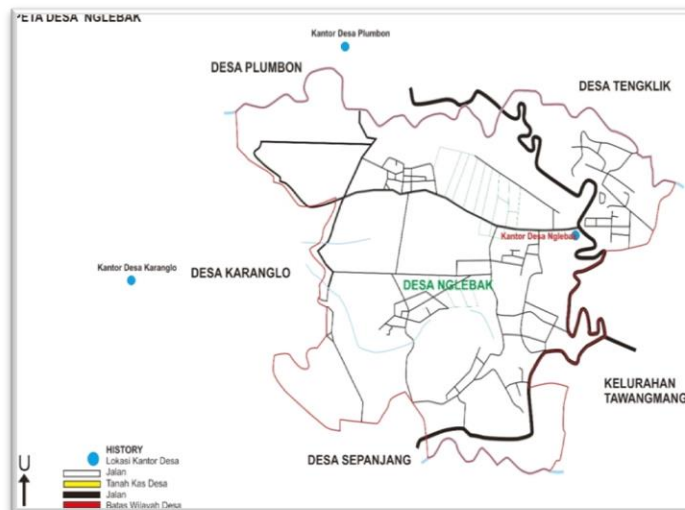 PETA DESA NGLEBAK
Kantor Desa Plumbon
DESA PLUMBON
DESA TENGKLIK
Kantor Desa Nglebak
Kantor Desa Karanglo
DESA KARANGLO
DESA NGLEBAK
KELURAHAN
TAWANGMANG
DESA SEPANJANG
U
HISTORY
Lokasi Kantor Desa
Jalan
Tanah Kas Desa
Jalan
Batas Wilayah Desa